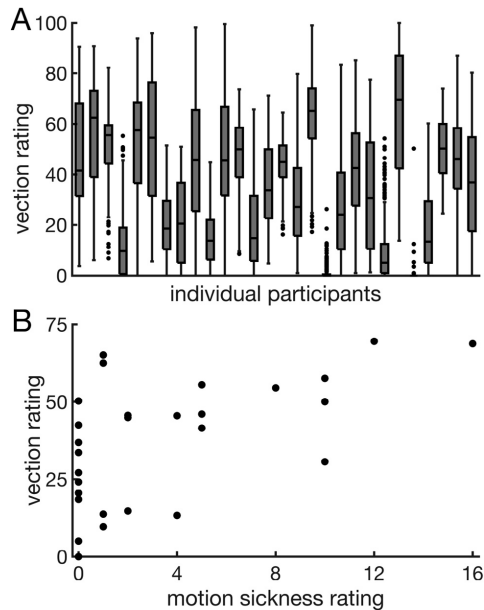 A
vection rating
100
80
60
40
20
0
individual participants
B
vection rating
75
50
25
0
0 4 8 12 16
motion sickness rating